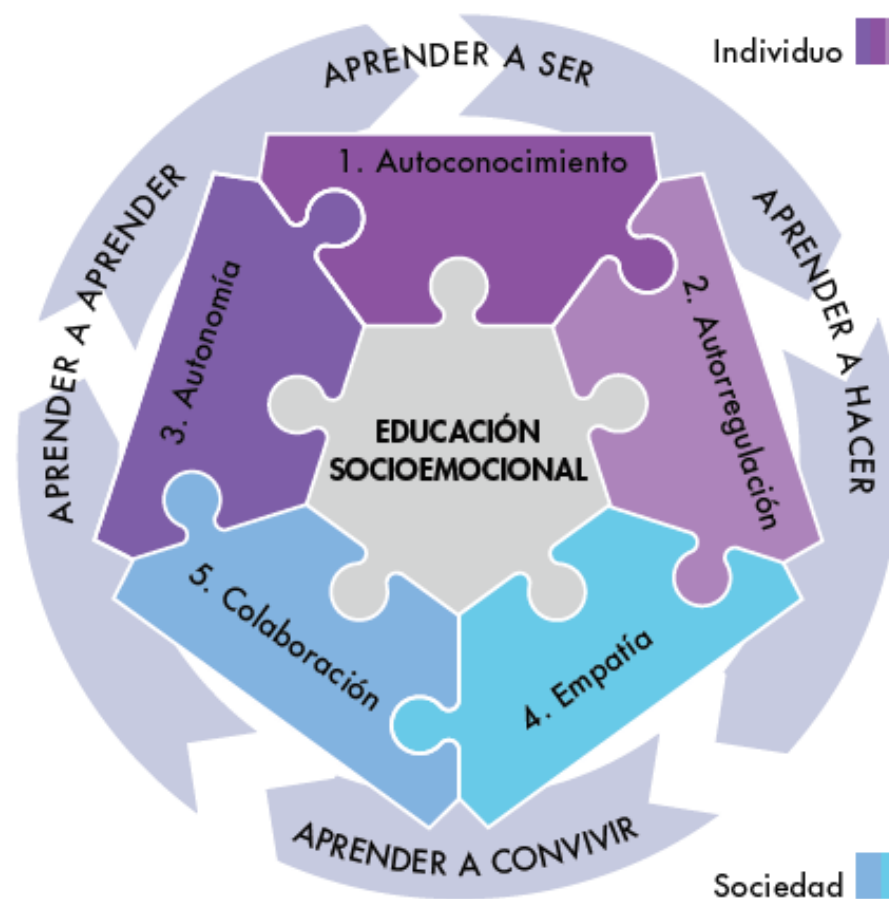 APRENDER A SER
Individuo
1. Autoconocimiento
APRENDER A APRENDER
APRENDER A HACER
3. Autonomía
2. Autorregulación
EDUCACIÓN
SOCIOEMOCIONAL
5. Colaboración
4. Empatía
APRENDER A CONVIVIR
Sociedad